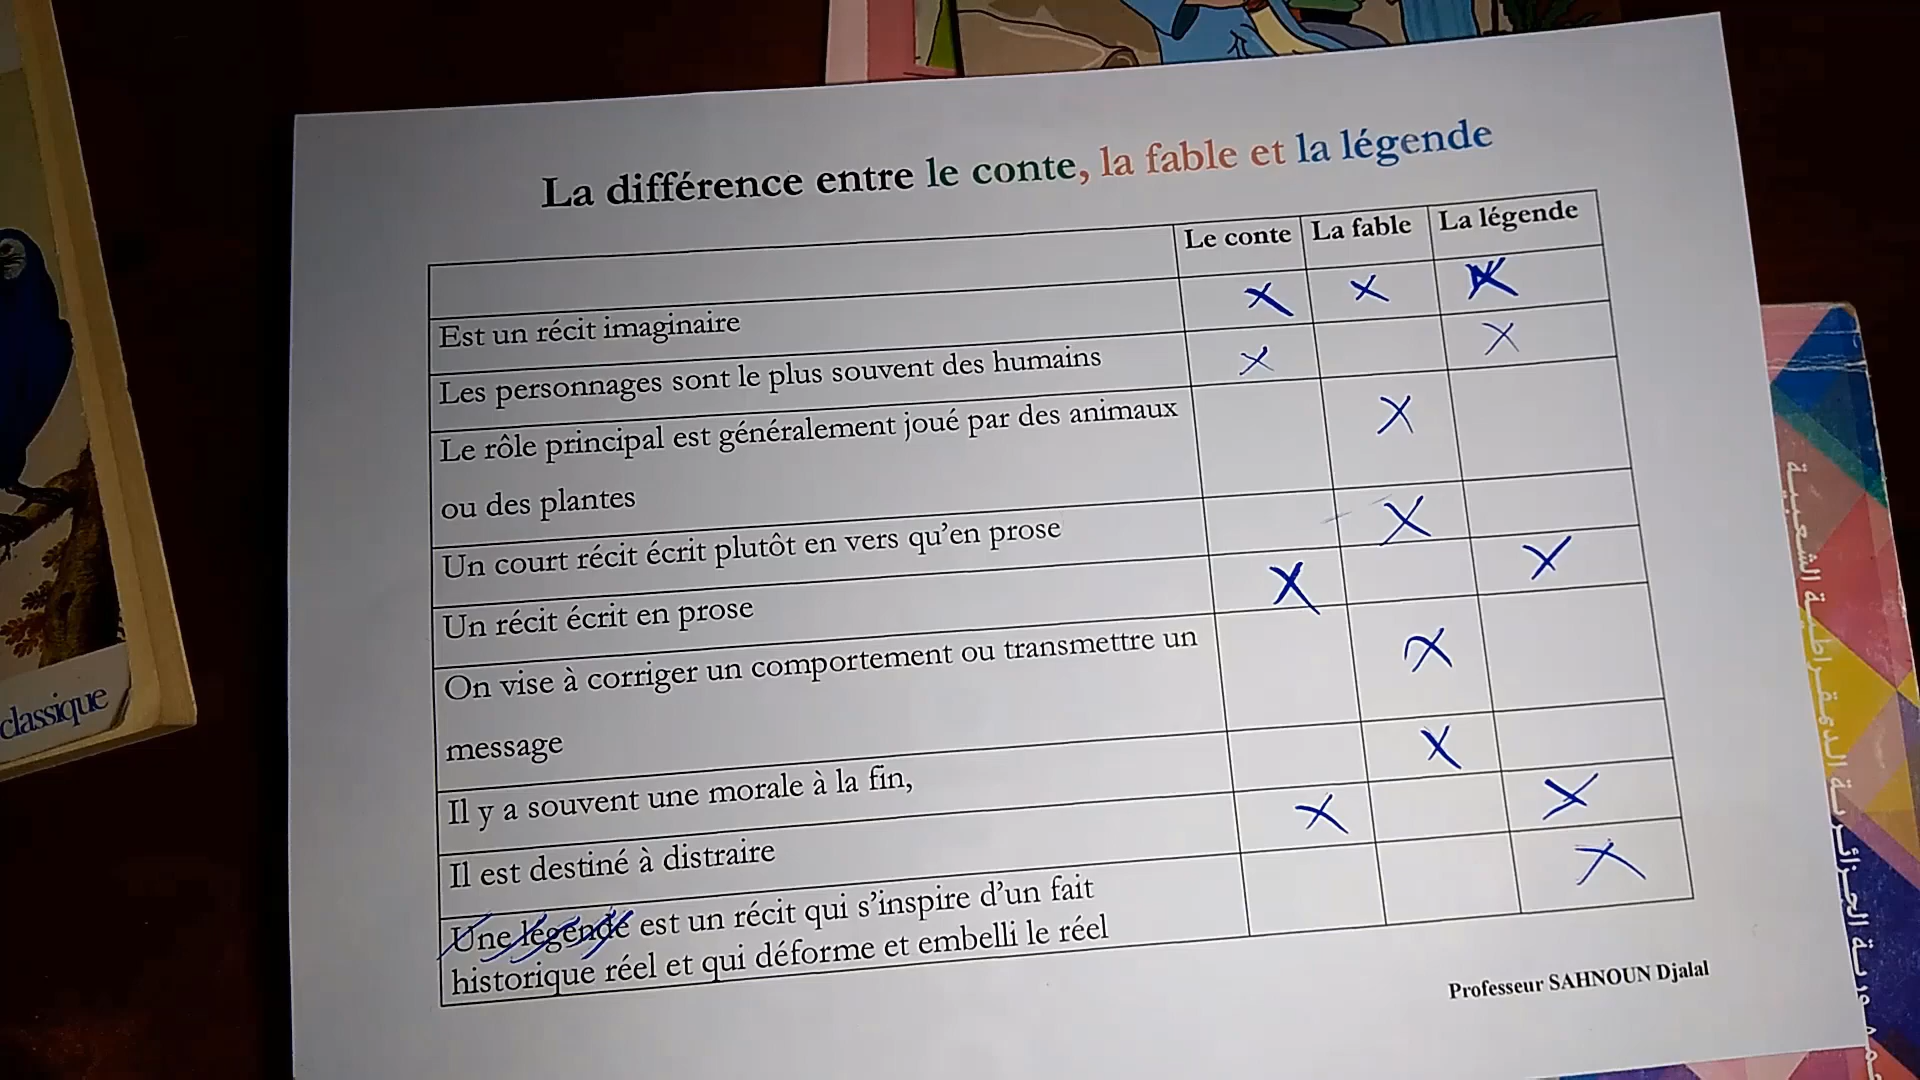 La différence entre le conte, la fable et la légende
Le conte La fable La légende
Est un récit imaginaire X X X
Les personnages sont le plus souvent des humains X X
Le rôle principal est généralement joué par des animaux X
ou des plantes
Un court récit écrit plutôt en vers qu'en prose X
Un récit écrit en prose X X
On vise à corriger un comportement ou transmettre un X
message
Il y a souvent une morale à la fin, X
Il est destiné à distraire X X
Une légende est un récit qui s'inspire d'un fait X
historique réel et qui déforme et embelli le réel
Professeur SAHNOUN Djalal
classique